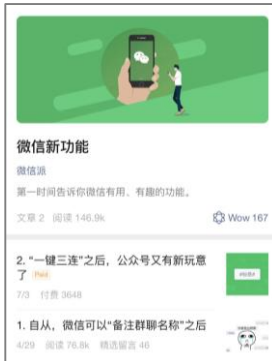 微信新功能
微信派
第一时间告诉你微信有用、有趣的功能。
文章 2 阅读 146.9k
Wow 167
2. “一键三连”之后，公众号又有新玩意
了 Paid
7/3 付费 3648
1. 自从，微信可以“备注群聊名称”之后
4/29 阅读 76.8k 精选留言 46